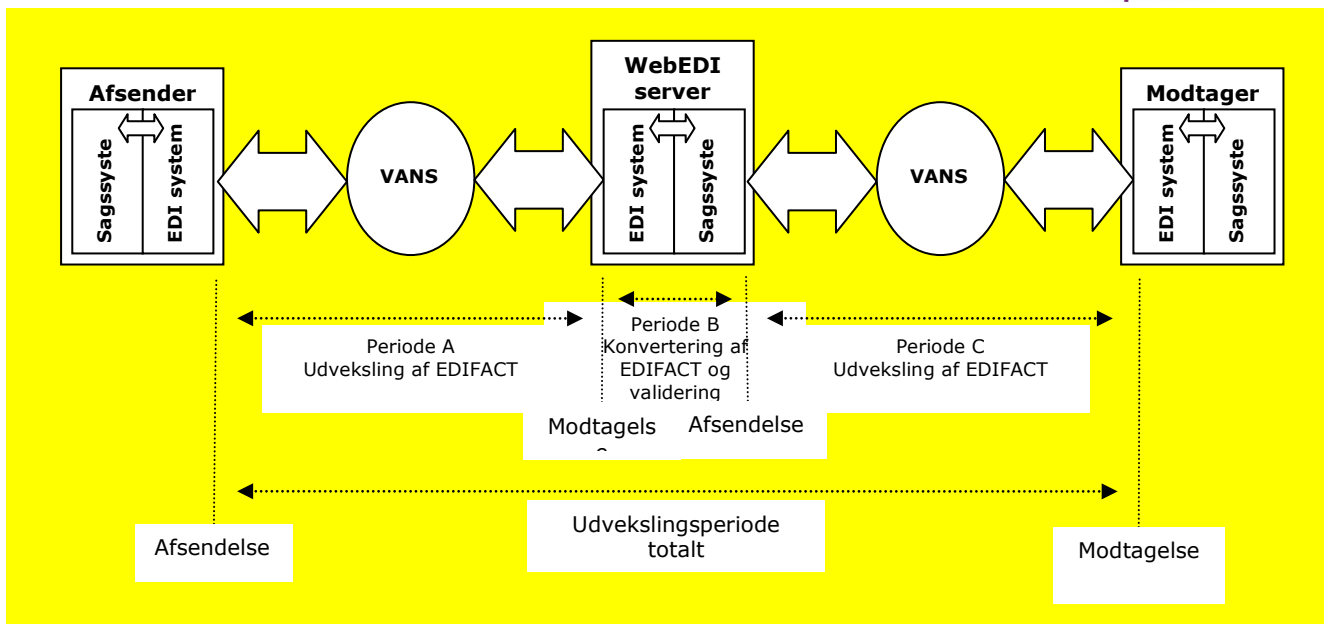 Afsender
Sagssyste
EDI system
VANS
WebEDI
server
EDI system
Sagssyste
VANS
Modtager
EDI system
Sagssyste
Periode A
Udveksling af EDIFACT
Periode B
Konvertering af
EDIFACT og
validering
Periode C
Udveksling af EDIFACT
Modtagels
Afsendelse
Afsendelse
Udvekslingsperiode
totalt
Modtagelse